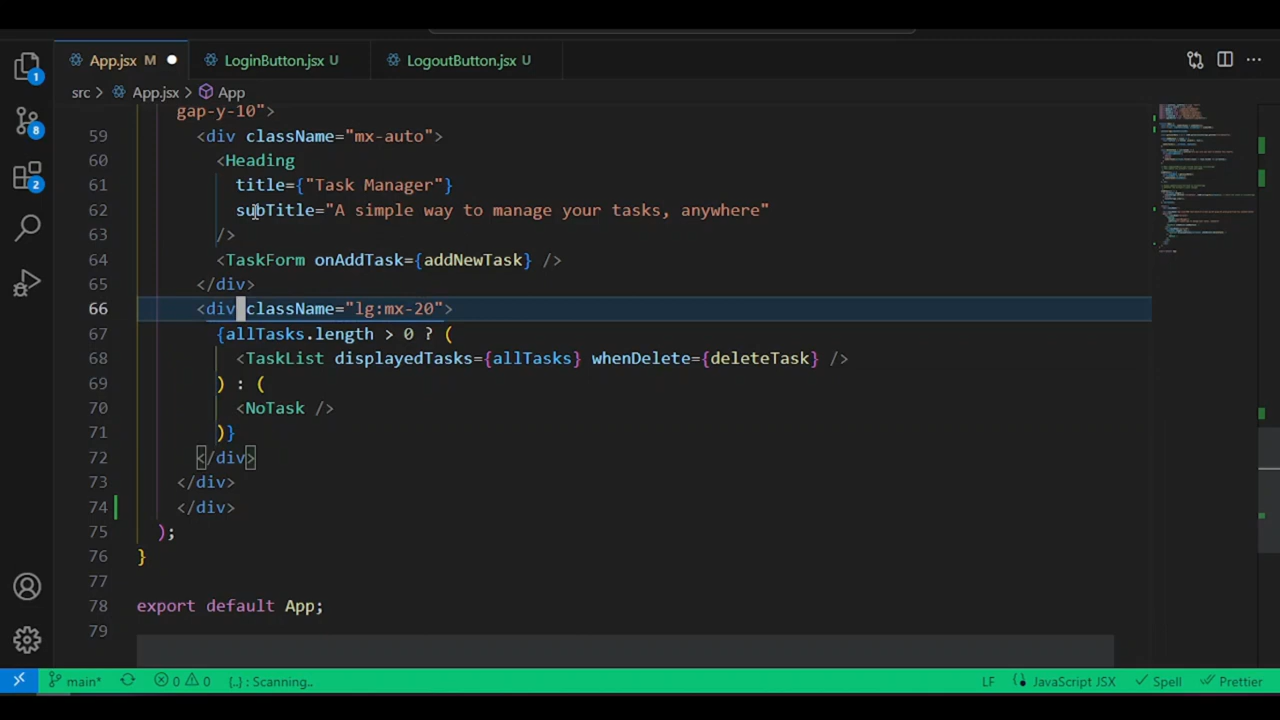 App.jsx M
LoginButton.jsx U
LogoutButton.jsx U
src > App.jsx > App
gap-y-10">
59 <div className="mx-auto">
60 <Heading
61 title={"Task Manager"}
62 subTitle="A simple way to manage your tasks, anywhere"
63 />
64 <TaskForm onAddTask={addNewTask} />
65 </div>
66 <div className="lg:mx-20">
67 {allTasks.length > 0 ? (
68 <TaskList displayedTasks={allTasks} whenDelete={deleteTask} />
69 ) : (
70 <NoTask />
71 )}
72 </div>
73 </div>
74 </div>
75 );
76 }
77
78 export default App;
79
1
8
2
main* 0 0 {..} : Scanning.. LF JavaScript JSX Spell Prettier